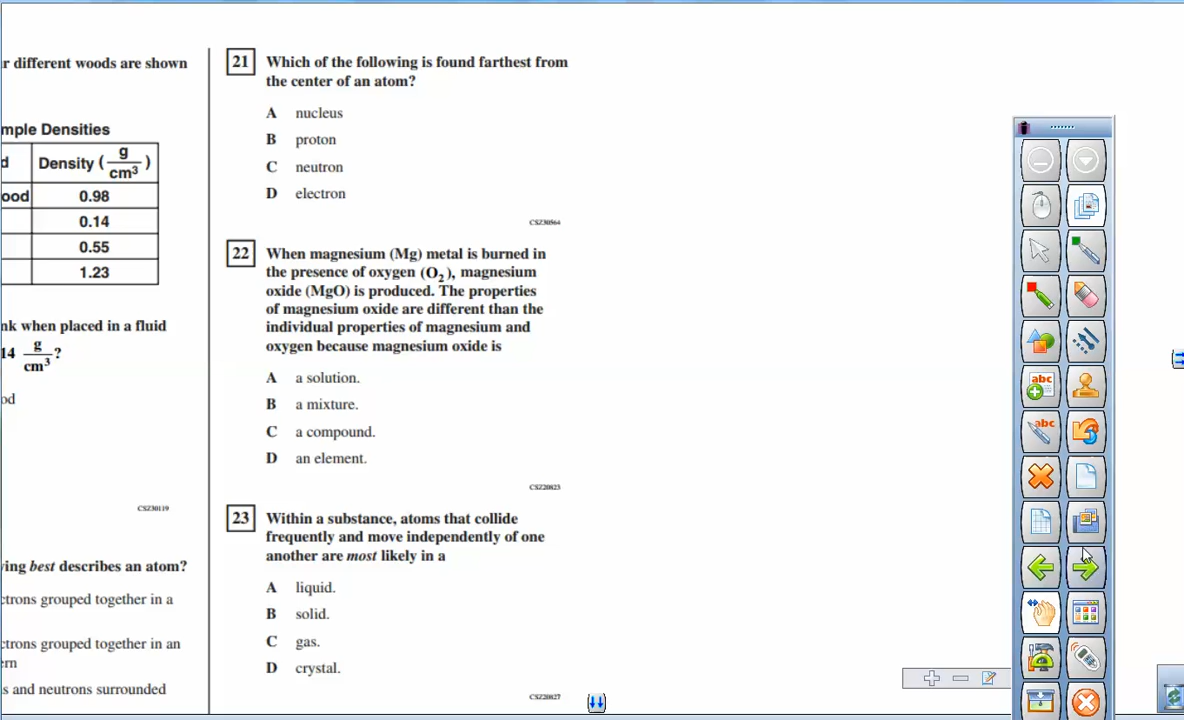 r different woods are shown
mple Densities
d Density (g/cm³)
ood 0.98
0.14
0.55
1.23
nk when placed in a fluid
14 g/cm³?
od
CSZ30119
ing best describes an atom?
ctrons grouped together in a
ctrons grouped together in an
ern
s and neutrons surrounded
21 Which of the following is found farthest from
the center of an atom?
A nucleus
B proton
C neutron
D electron
CSZ30564
22 When magnesium (Mg) metal is burned in
the presence of oxygen (O₂), magnesium
oxide (MgO) is produced. The properties
of magnesium oxide are different than the
individual properties of magnesium and
oxygen because magnesium oxide is
A a solution.
B a mixture.
C a compound.
D an element.
CSZ20823
23 Within a substance, atoms that collide
frequently and move independently of one
another are most likely in a
A liquid.
B solid.
C gas.
D crystal.
CSZ20827
abc
abc